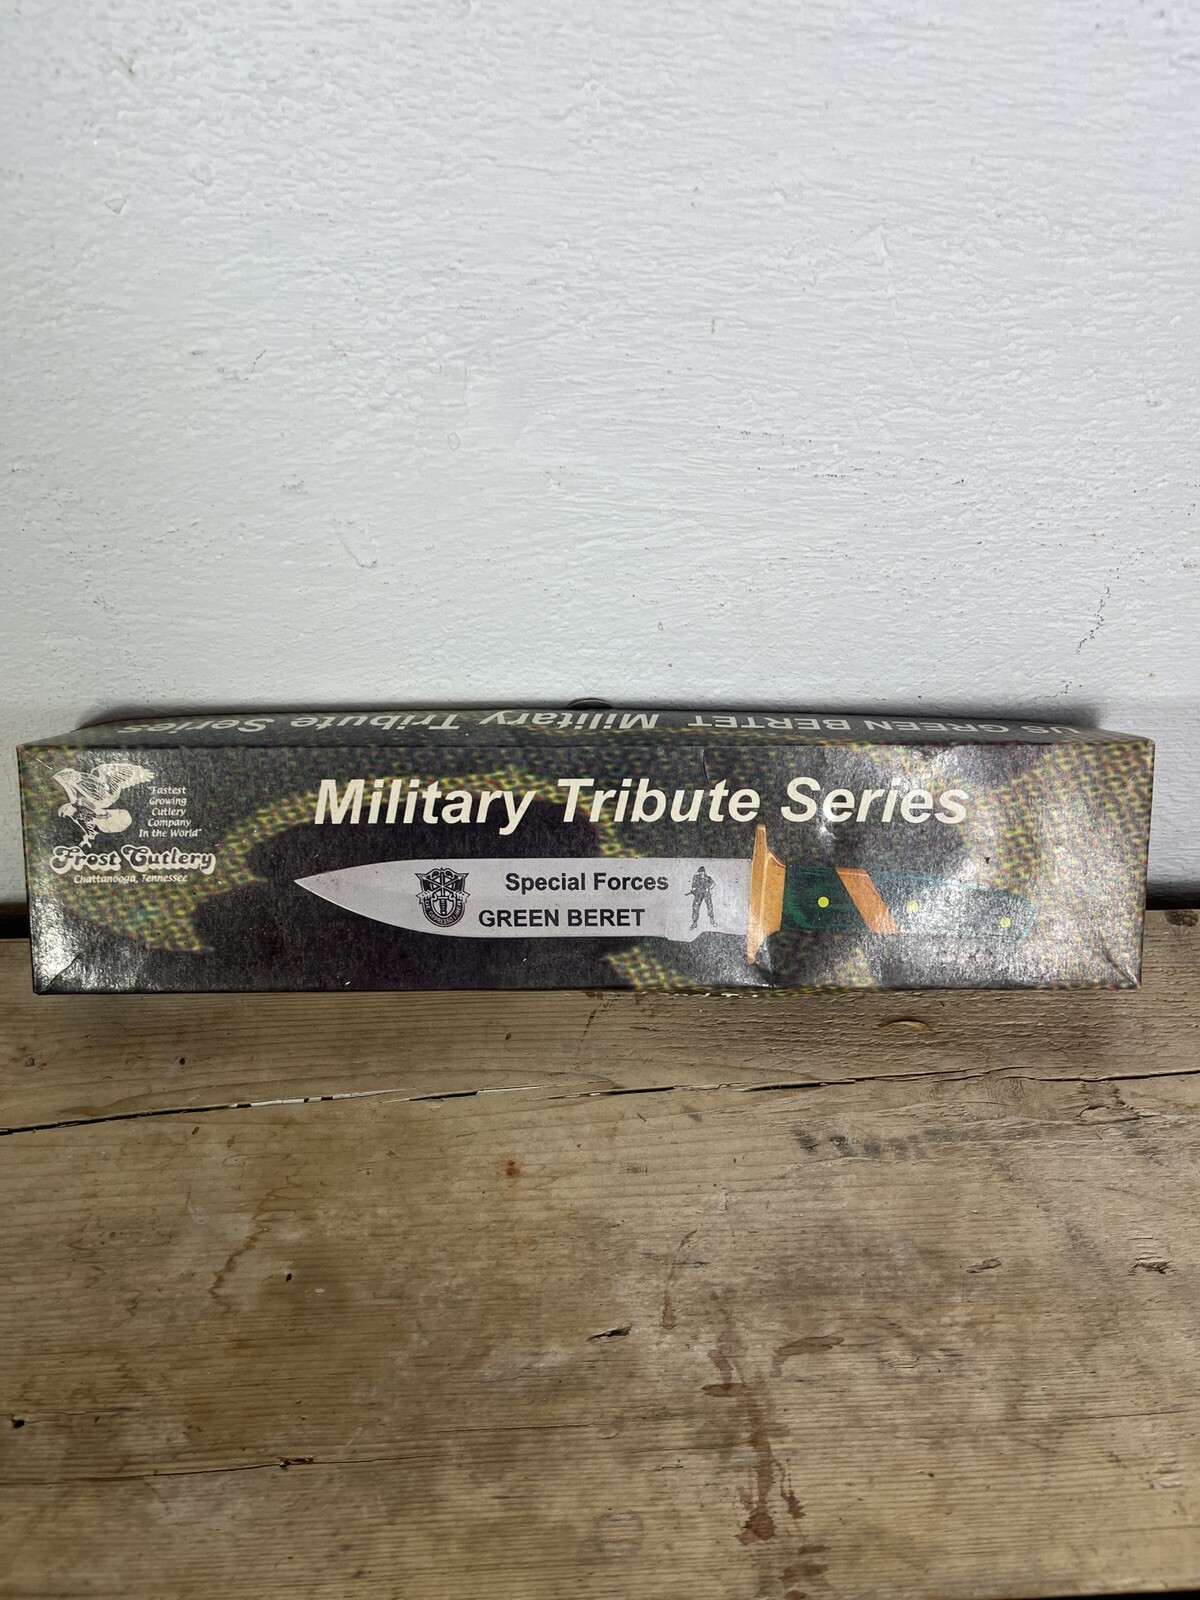 US GREEN BERTET Military Tribute Series
Military Tribute Series
"Fastest
Growing
Cutlery
Company
In the World"
Frost Cutlery
Chattanooga, Tennessee
Special Forces
GREEN BERET